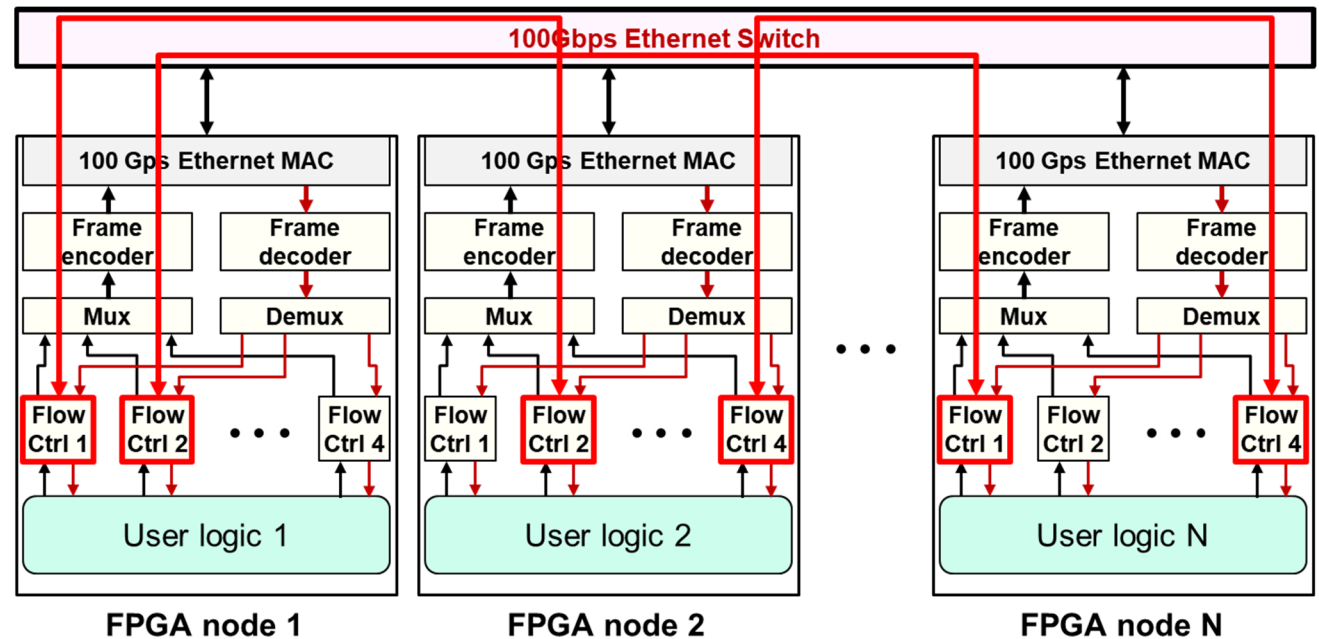 100Gbps Ethernet Switch
100 Gps Ethernet MAC
100 Gps Ethernet MAC
100 Gps Ethernet MAC
Frame
encoder
Frame
decoder
Frame
encoder
Frame
decoder
Frame
encoder
Frame
decoder
Mux
Demux
Mux
Demux
Mux
Demux
Flow
Ctrl 1
Flow
Ctrl 2
Flow
Ctrl 4
Flow
Ctrl 1
Flow
Ctrl 2
Flow
Ctrl 4
Flow
Ctrl 1
Flow
Ctrl 2
Flow
Ctrl 4
User logic 1
User logic 2
User logic N
FPGA node 1
FPGA node 2
FPGA node N